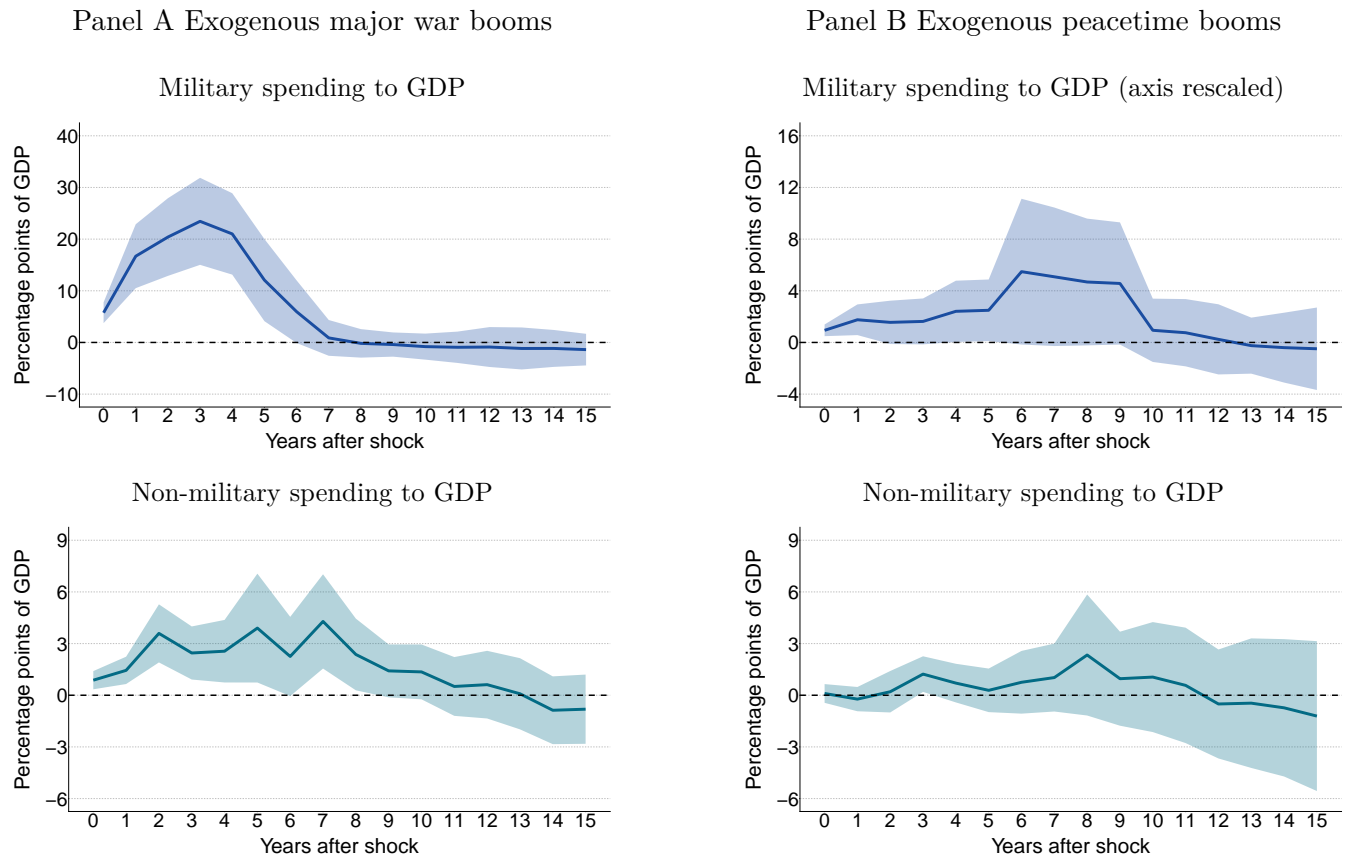 Panel A Exogenous major war booms
Military spending to GDP
Percentage points of GDP
40
30
20
10
0
−10
0 1 2 3 4 5 6 7 8 9 10 11 12 13 14 15
Years after shock
Non-military spending to GDP
Percentage points of GDP
9
6
3
0
−3
−6
0 1 2 3 4 5 6 7 8 9 10 11 12 13 14 15
Years after shock
Panel B Exogenous peacetime booms
Military spending to GDP (axis rescaled)
Percentage points of GDP
16
12
8
4
0
−4
0 1 2 3 4 5 6 7 8 9 10 11 12 13 14 15
Years after shock
Non-military spending to GDP
Percentage points of GDP
9
6
3
0
−3
−6
0 1 2 3 4 5 6 7 8 9 10 11 12 13 14 15
Years after shock